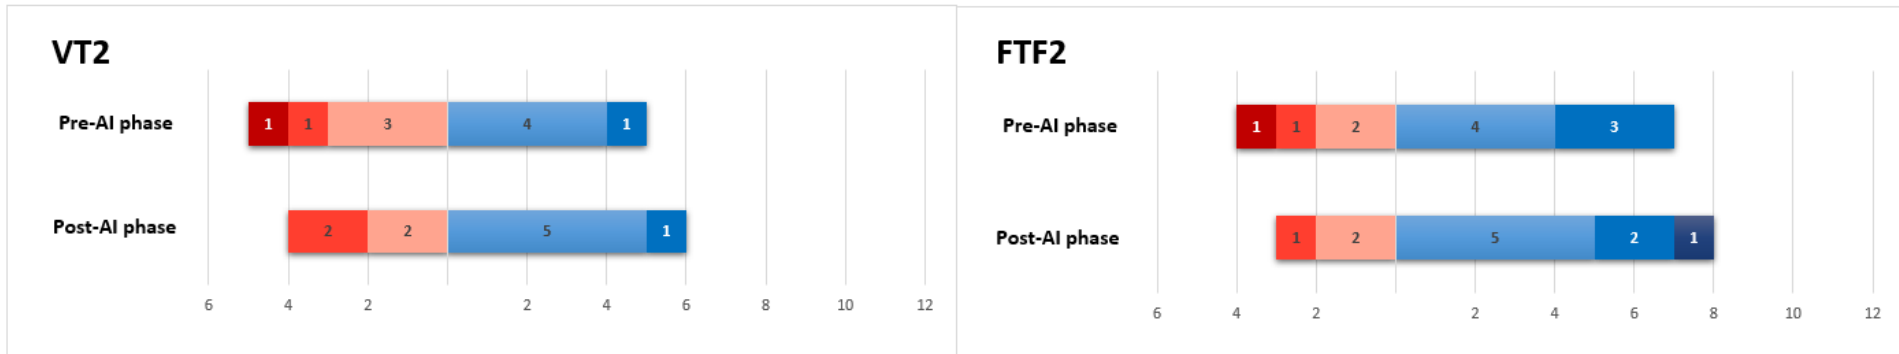 VT2
Pre-AI phase
1 1 3 4 1
Post-AI phase
2 2 5 1
6 4 2 2 4 6 8 10 12
FTF2
Pre-AI phase
1 1 2 4 3
Post-AI phase
1 2 5 2 1
6 4 2 2 4 6 8 10 12